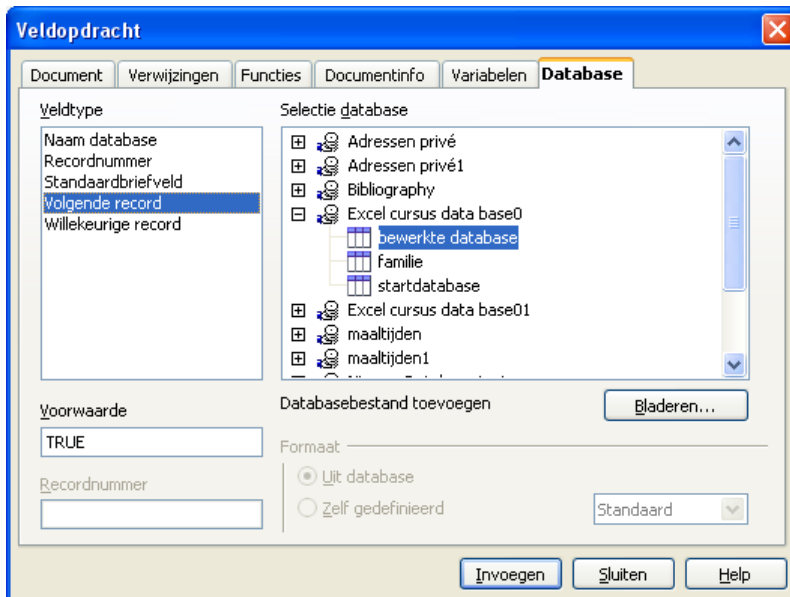 Veldopdracht
Document Verwijzingen Functies Documentinfo Variabelen Database
Veldtype
Naam database
Recordnummer
Standaardbriefveld
Volgende record
Willekeurige record
Selectie database
Adressen privé
Adressen privé1
Bibliography
Excel cursus data base0
bewerkte database
familie
startdatabase
Excel cursus data base01
maaltijden
maaltijden1
Voorwaarde
TRUE
Recordnummer
Databasebestand toevoegen
Bladeren...
Formaat
Uit database
Zelf gedefinieerd
Standaard
Invoegen Sluiten Help